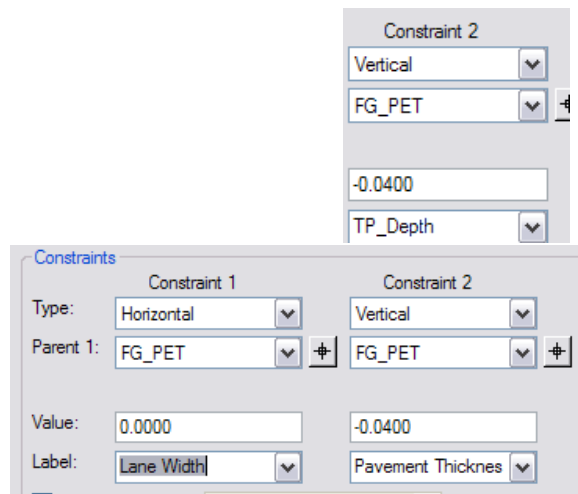 Constraint 2
Vertical
FG_PET
-0.0400
TP_Depth
Constraints
Constraint 1 Constraint 2
Type: Horizontal Vertical
Parent 1: FG_PET FG_PET
Value: 0.0000 -0.0400
Label: Lane Width Pavement Thicknes